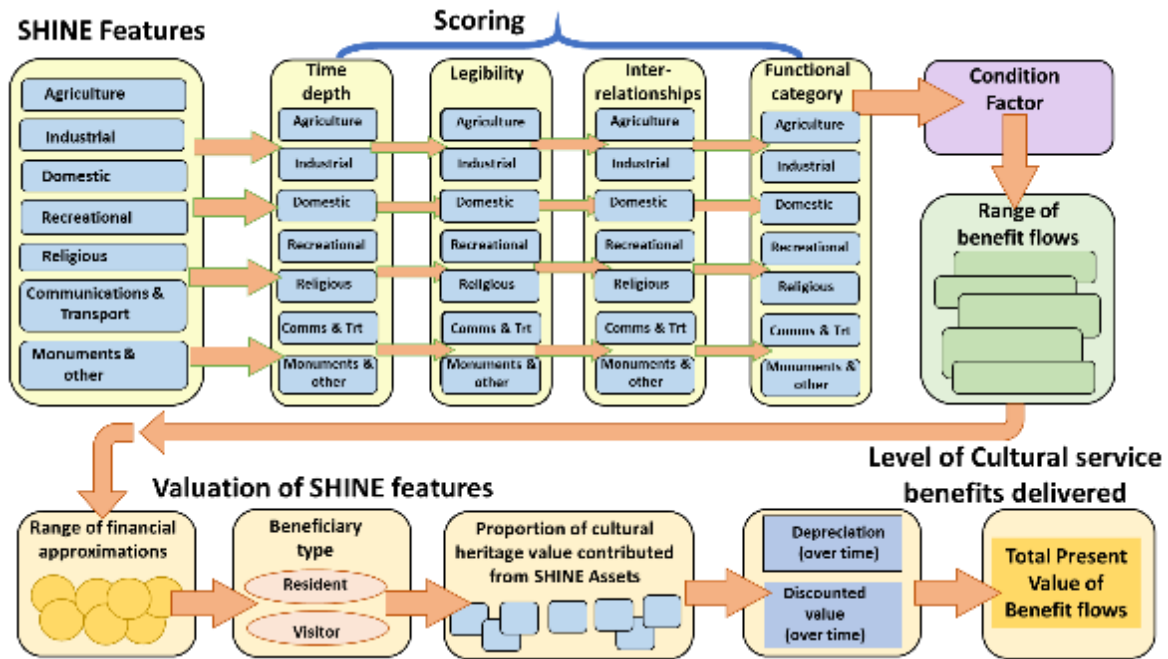 SHINE Features
Scoring
Agriculture
Industrial
Domestic
Recreational
Religious
Communications &
Transport
Monuments &
other
Time
depth
Agriculture
Industrial
Domestic
Recreational
Religious
Comms & Trt
Monuments &
other
Legibility
Agriculture
Industrial
Domestic
Recreational
Religious
Comms & Trt
Monuments &
other
Inter-
relationships
Agriculture
Industrial
Domestic
Recreational
Religious
Comms & Trt
Monuments &
other
Functional
category
Agriculture
Industrial
Domestic
Recreational
Religious
Comms & Trt
Monuments &
other
Condition
Factor
Range of
benefit flows
Valuation of SHINE features
Level of Cultural service
benefits delivered
Range of financial
approximations
Beneficiary
type
Resident
Visitor
Proportion of cultural
heritage value contributed
from SHINE Assets
Depreciation
(over time)
Discounted
value
(over time)
Total Present
Value of
Benefit flows